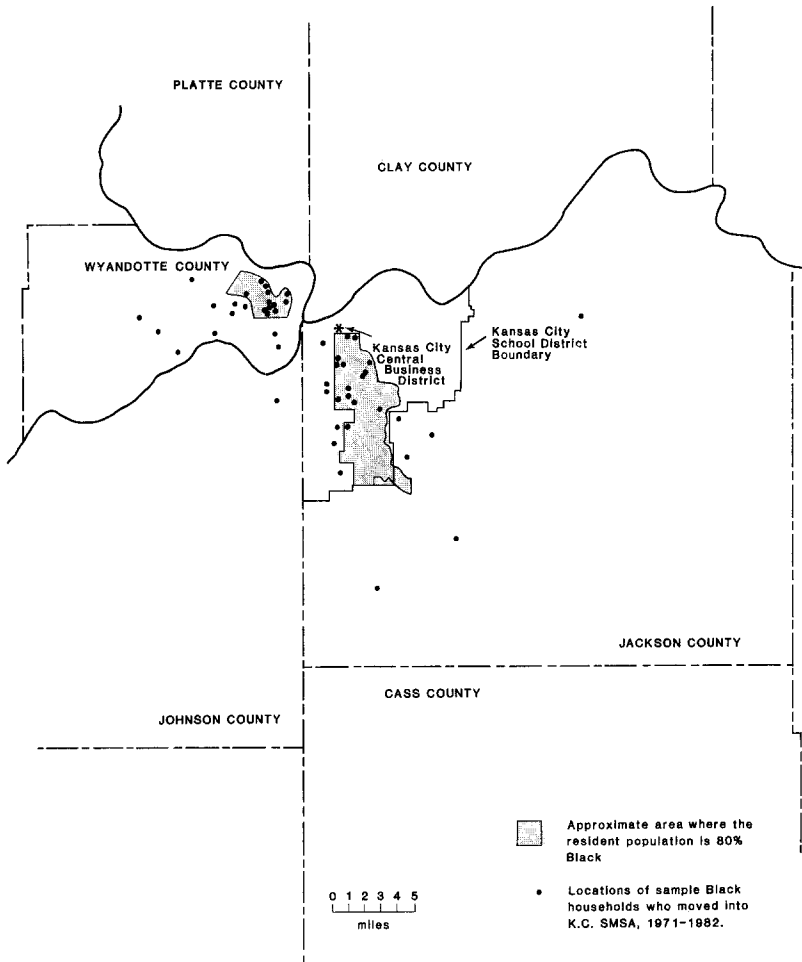 PLATTE COUNTY
CLAY COUNTY
WYANDOTTE COUNTY
*
Kansas City
Central
Business
District
Kansas City
School District
Boundary
JACKSON COUNTY
CASS COUNTY
JOHNSON COUNTY
Approximate area where the
resident population is 80%
Black
Locations of sample Black
households who moved into
K.C. SMSA, 1971-1982.
0 1 2 3 4 5
miles